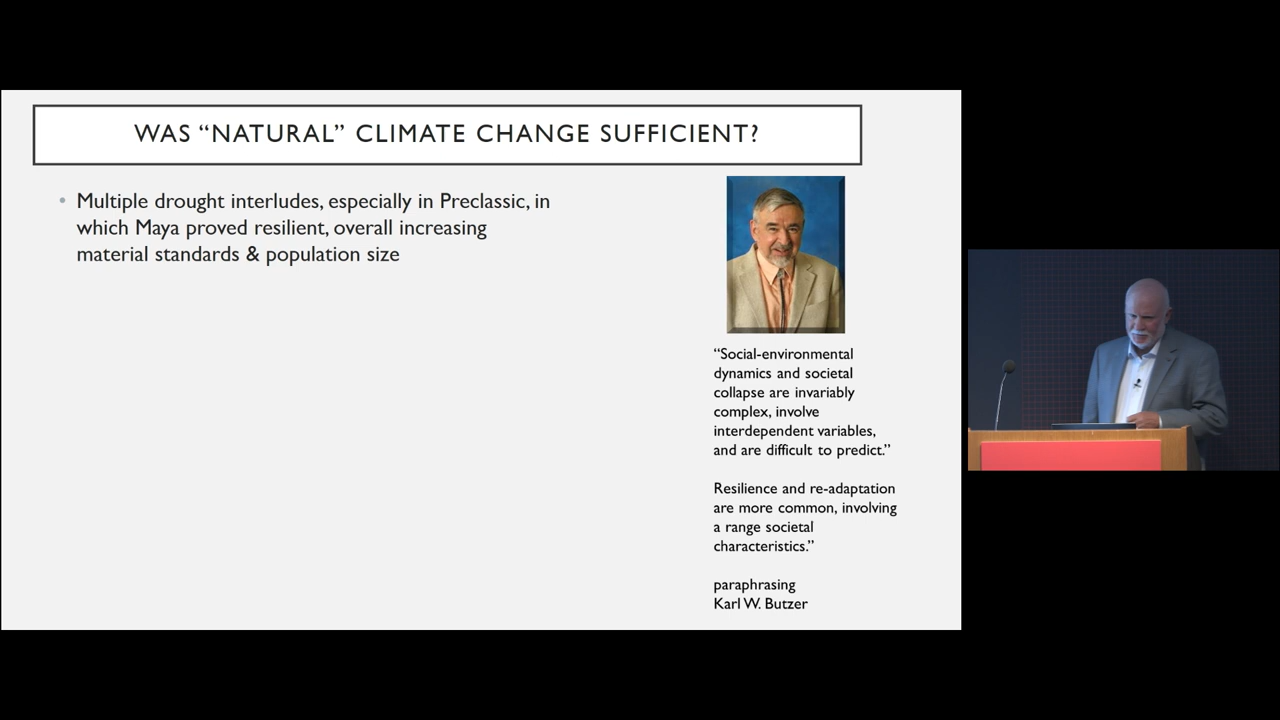 WAS “NATURAL” CLIMATE CHANGE SUFFICIENT?
• Multiple drought interludes, especially in Preclassic, in
which Maya proved resilient, overall increasing
material standards & population size
“Social-environmental
dynamics and societal
collapse are invariably
complex, involve
interdependent variables,
and are difficult to predict.”
Resilience and re-adaptation
are more common, involving
a range societal
characteristics.”
paraphrasing
Karl W. Butzer